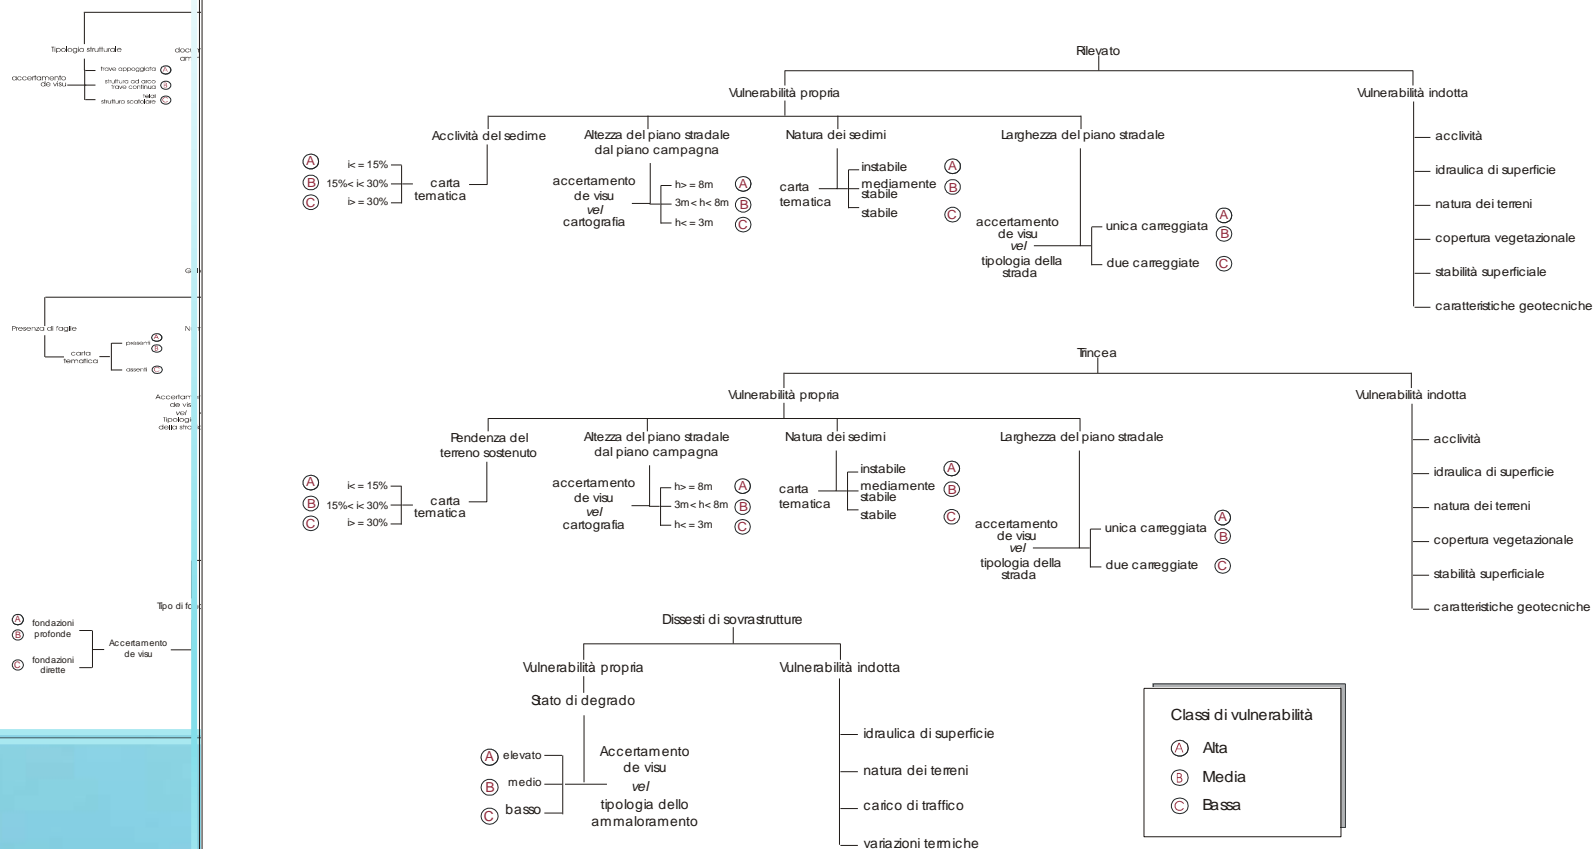 Tipologia strutturale
accertamento
de visu
trave appoggiata A
struttura ad arco
trave continua B
telai
struttura scatolare C
Presenza di faglie
carta
tematica
presenti A
B
assenti C
Accertam
de vis
vel
Tipologi
della stra
Tipo di fo
A fondazioni
B profonde
C fondazioni
dirette
Accertamento
de visu
Rilevato
Vulnerabilità propria
Vulnerabilità indotta
Acclività del sedime
A i<= 15%
B 15%< i< 30%
C i>= 30%
carta
tematica
Altezza del piano stradale
dal piano campagna
accertamento
de visu
vel
cartografia
h>= 8m A
3m< h< 8m B
h<= 3m C
Natura dei sedimi
carta
tematica
instabile A
mediamente B
stabile
stabile C
Larghezza del piano stradale
accertamento
de visu
vel
tipologia della
strada
unica carreggiata A
B
due carreggiate C
acclività
idraulica di superficie
natura dei terreni
copertura vegetazionale
stabilità superficiale
caratteristiche geotecniche
Trincea
Vulnerabilità propria
Vulnerabilità indotta
Pendenza del
terreno sostenuto
A i<= 15%
B 15%< i< 30%
C i>= 30%
carta
tematica
Altezza del piano stradale
dal piano campagna
accertamento
de visu
vel
cartografia
h>= 8m A
3m< h< 8m B
h<= 3m C
Natura dei sedimi
carta
tematica
instabile A
mediamente B
stabile
stabile C
Larghezza del piano stradale
accertamento
de visu
vel
tipologia della
strada
unica carreggiata A
B
due carreggiate C
acclività
idraulica di superficie
natura dei terreni
copertura vegetazionale
stabilità superficiale
caratteristiche geotecniche
Dissesti di sovrastrutture
Vulnerabilità propria
Vulnerabilità indotta
Stato di degrado
A elevato
B medio
C basso
Accertamento
de visu
vel
tipologia dello
ammaloramento
idraulica di superficie
natura dei terreni
carico di traffico
variazioni termiche
Classi di vulnerabilità
A Alta
B Media
C Bassa